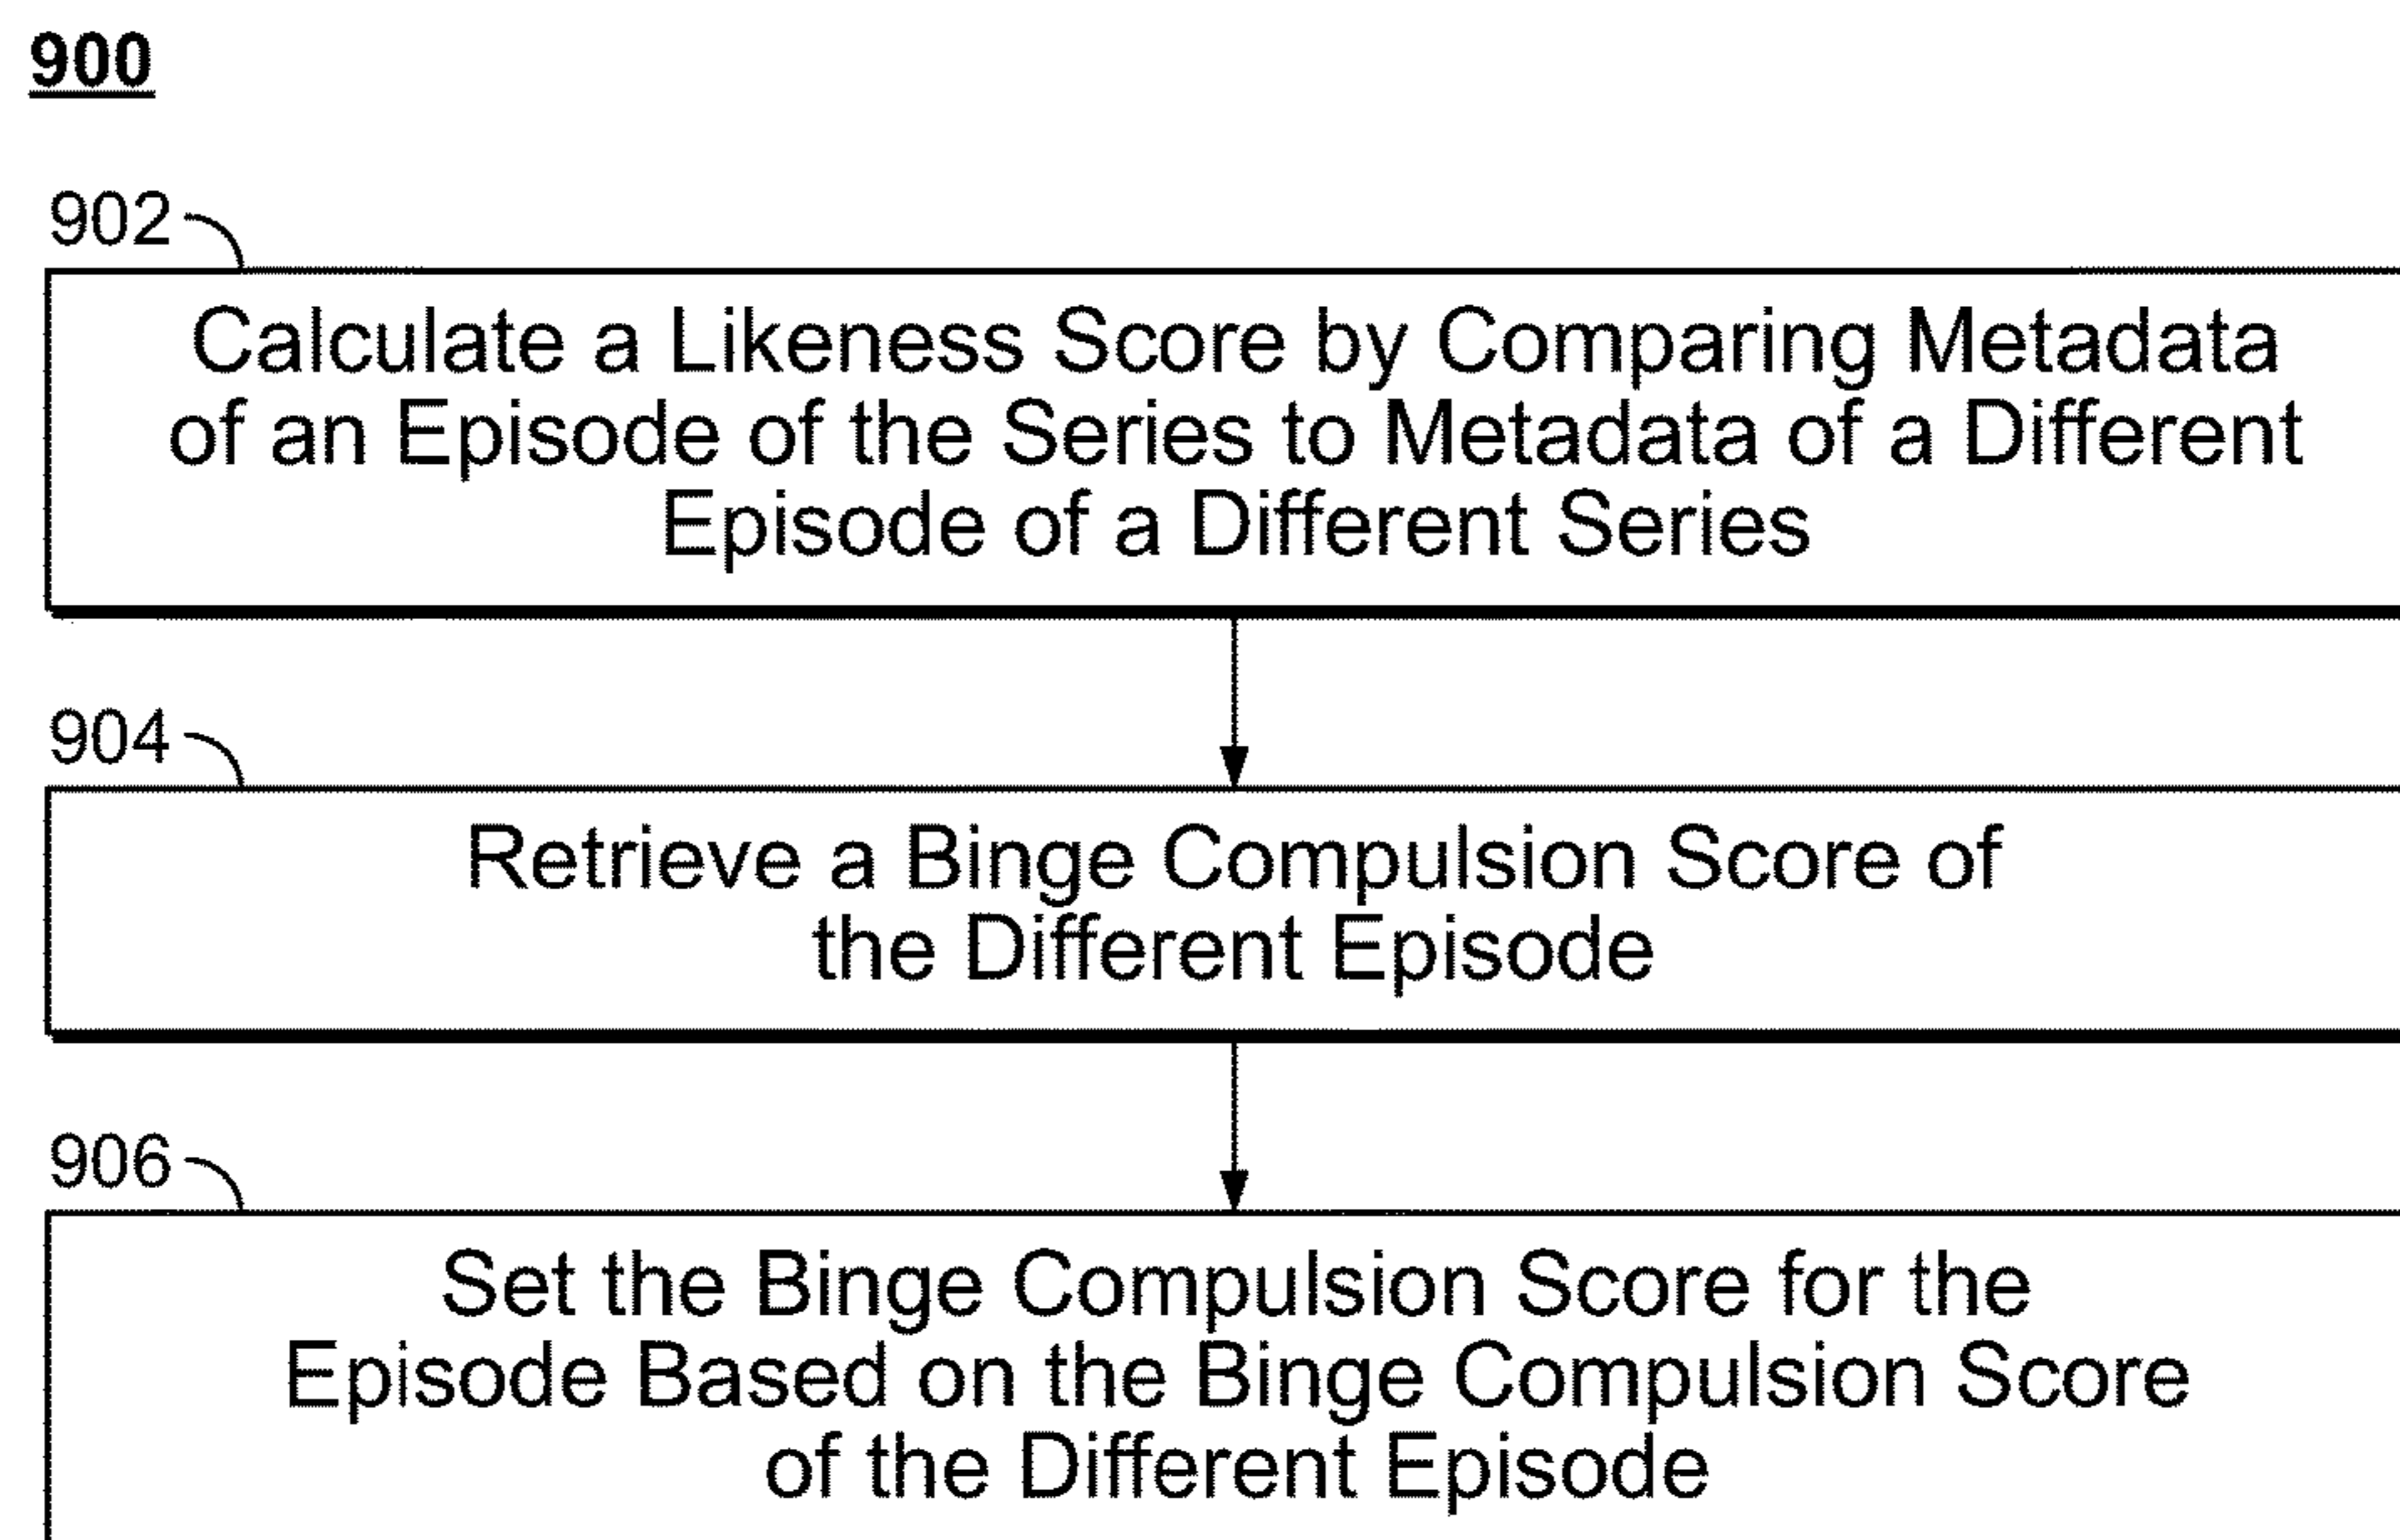 900
902
Calculate a Likeness Score by Comparing Metadata
of an Episode of the Series to Metadata of a Different
Episode of a Different Series
904
Retrieve a Binge Compulsion Score of
the Different Episode
906
Set the Binge Compulsion Score for the
Episode Based on the Binge Compulsion Score
of the Different Episode